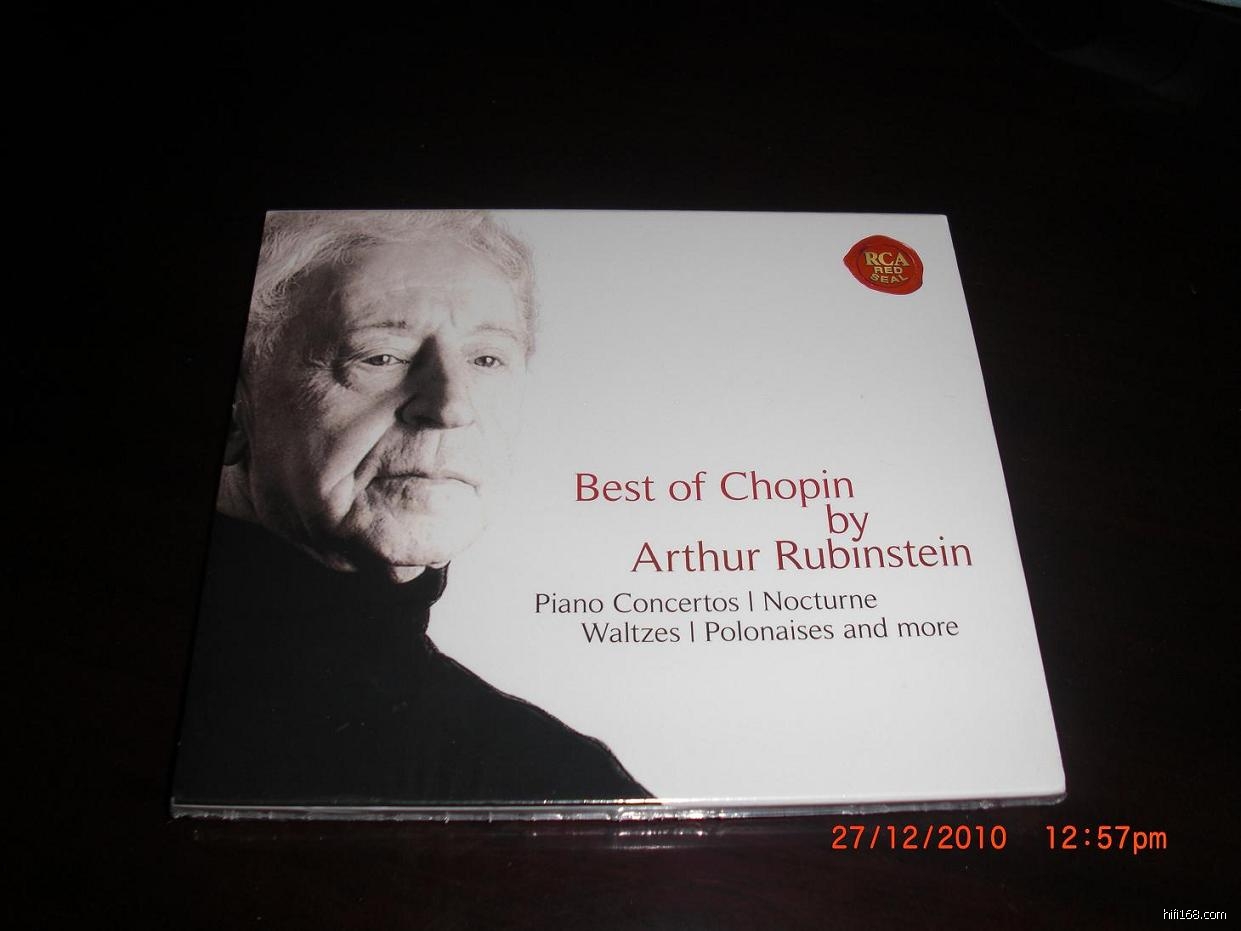 RCA
RED
SEAL
Best of Chopin
by
Arthur Rubinstein
Piano Concertos | Nocturne
Waltzes | Polonaises and more
27/12/2010 12:57pm
hifi168.com